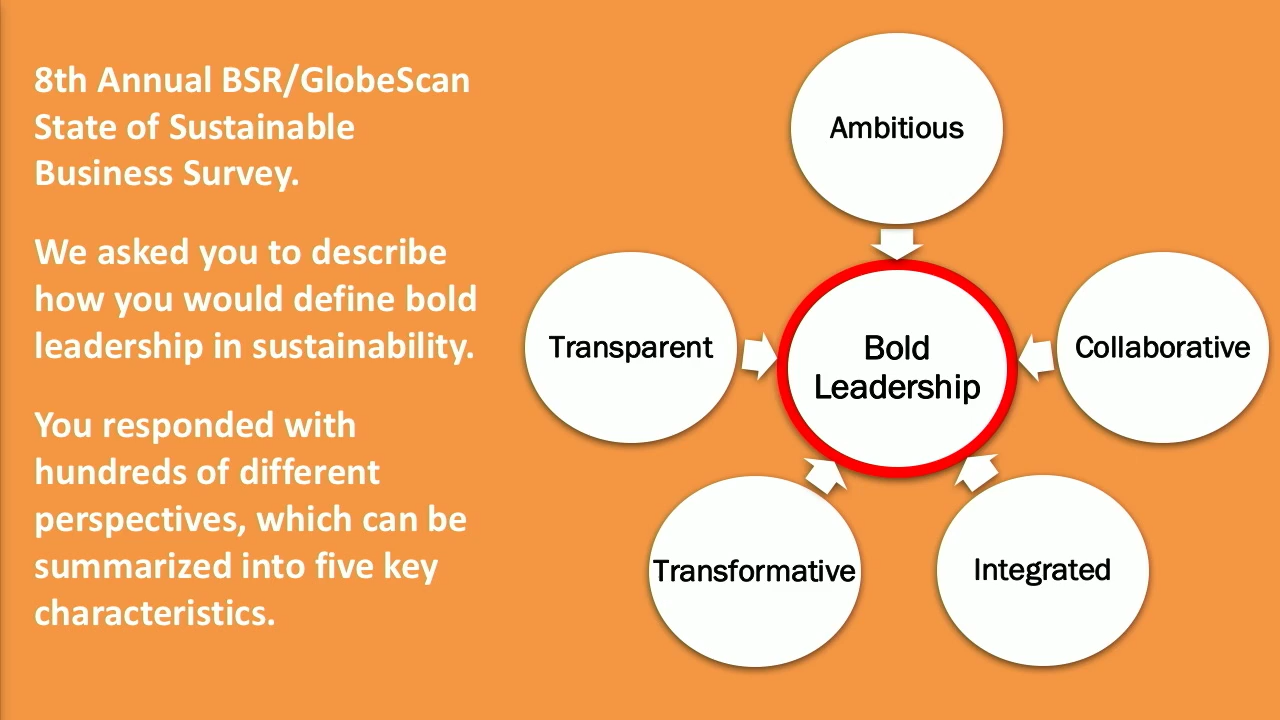 8th Annual BSR/GlobeScan
State of Sustainable
Business Survey.
We asked you to describe
how you would define bold
leadership in sustainability.
You responded with
hundreds of different
perspectives, which can be
summarized into five key
characteristics.
Ambitious
Transparent
Bold
Leadership
Collaborative
Transformative
Integrated